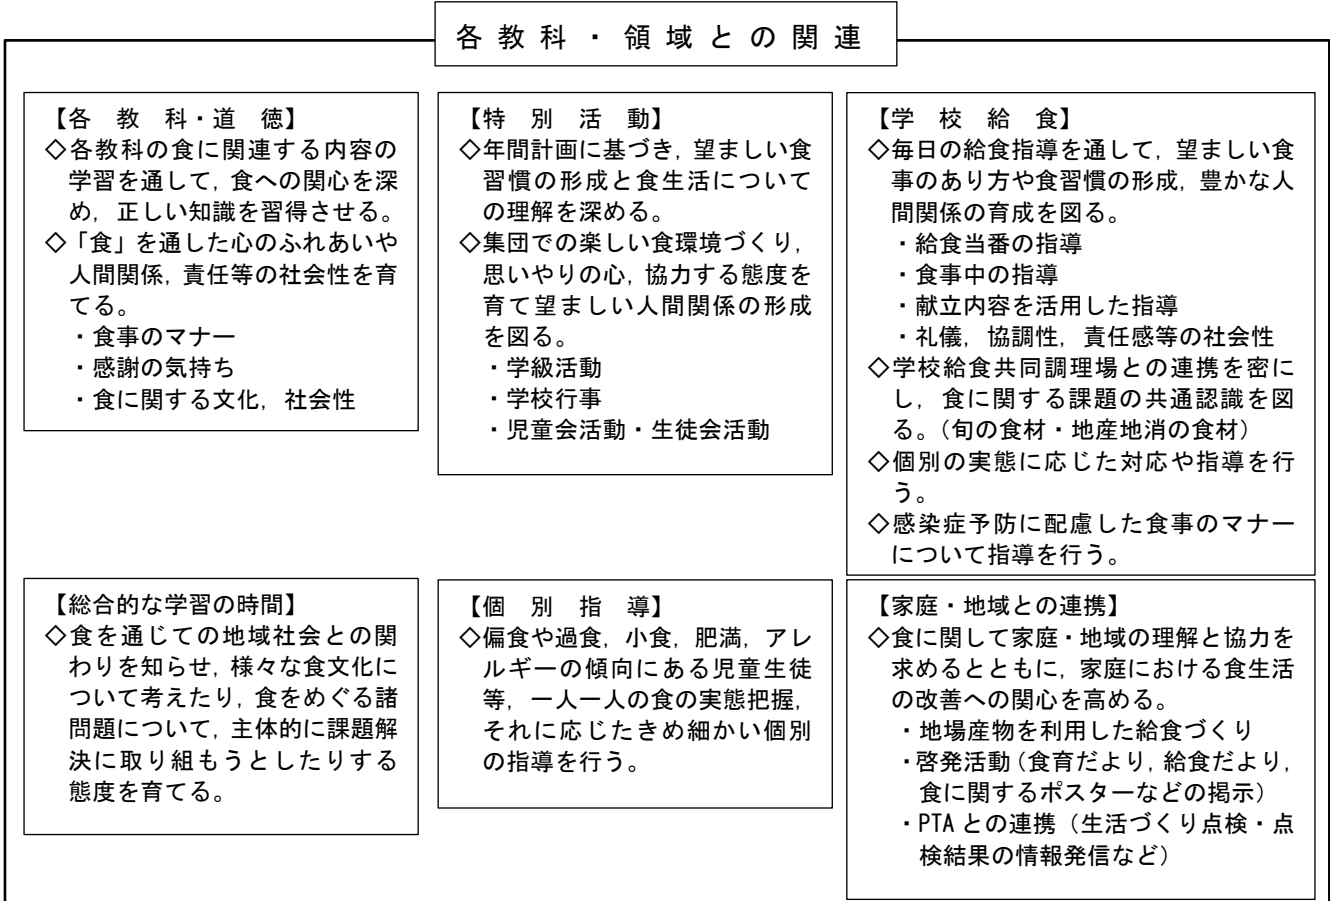 各教科・領域との関連
【各　教　科・道　徳】
◇各教科の食に関連する内容の
学習を通して，食への関心を深
め，正しい知識を習得させる。
◇「食」を通した心のふれあいや
人間関係，責任等の社会性を育
てる。
・食事のマナー
・感謝の気持ち
・食に関する文化，社会性
【特　別　活　動】
◇年間計画に基づき，望ましい食
習慣の形成と食生活について
の理解を深める。
◇集団での楽しい食環境づくり，
思いやりの心，協力する態度を
育て望ましい人間関係の形成
を図る。
・学級活動
・学校行事
・児童会活動・生徒会活動
【学　校　給　食】
◇毎日の給食指導を通して，望ましい食
事のあり方や食習慣の形成，豊かな人
間関係の育成を図る。
・給食当番の指導
・食事中の指導
・献立内容を活用した指導
・礼儀，協調性，責任感等の社会性
◇学校給食共同調理場との連携を密に
し，食に関する課題の共通認識を図
る。（旬の食材・地産地消の食材）
◇個別の実態に応じた対応や指導を行
う。
◇感染症予防に配慮した食事のマナー
について指導を行う。
【総合的な学習の時間】
◇食を通じての地域社会との関
わりを知らせ，様々な食文化に
ついて考えたり，食をめぐる諸
問題について，主体的に課題解
決に取り組もうとしたりする
態度を育てる。
【個　別　指　導】
◇偏食や過食，小食，肥満，アレ
ルギーの傾向にある児童生徒
等，一人一人の食の実態把握，
それに応じたきめ細かい個別
の指導を行う。
【家庭・地域との連携】
◇食に関して家庭・地域の理解と協力を
求めるとともに，家庭における食生活
の改善への関心を高める。
・地場産物を利用した給食づくり
・啓発活動（食育だより，給食だより，
食に関するポスターなどの掲示）
・PTA との連携（生活づくり点検・点
検結果の情報発信など）